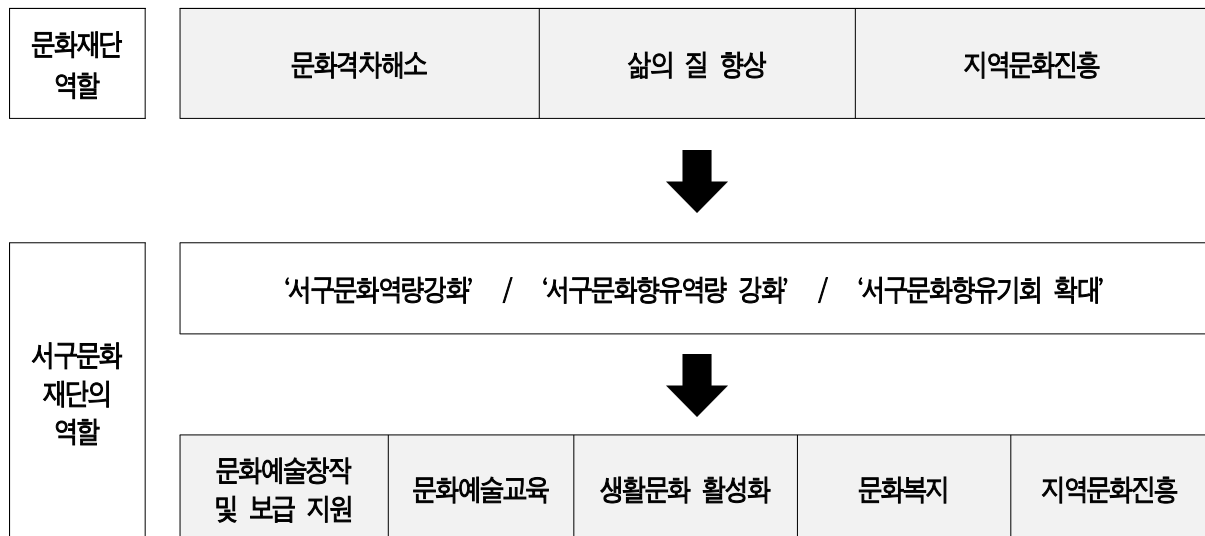 문화재단
역할
문화격차해소
삶의 질 향상
지역문화진흥
‘서구문화역량강화’ / ‘서구문화향유역량 강화’ / ‘서구문화향유기회 확대’
서구문화
재단의
역할
문화예술창작
및 보급 지원
문화예술교육
생활문화 활성화
문화복지
지역문화진흥